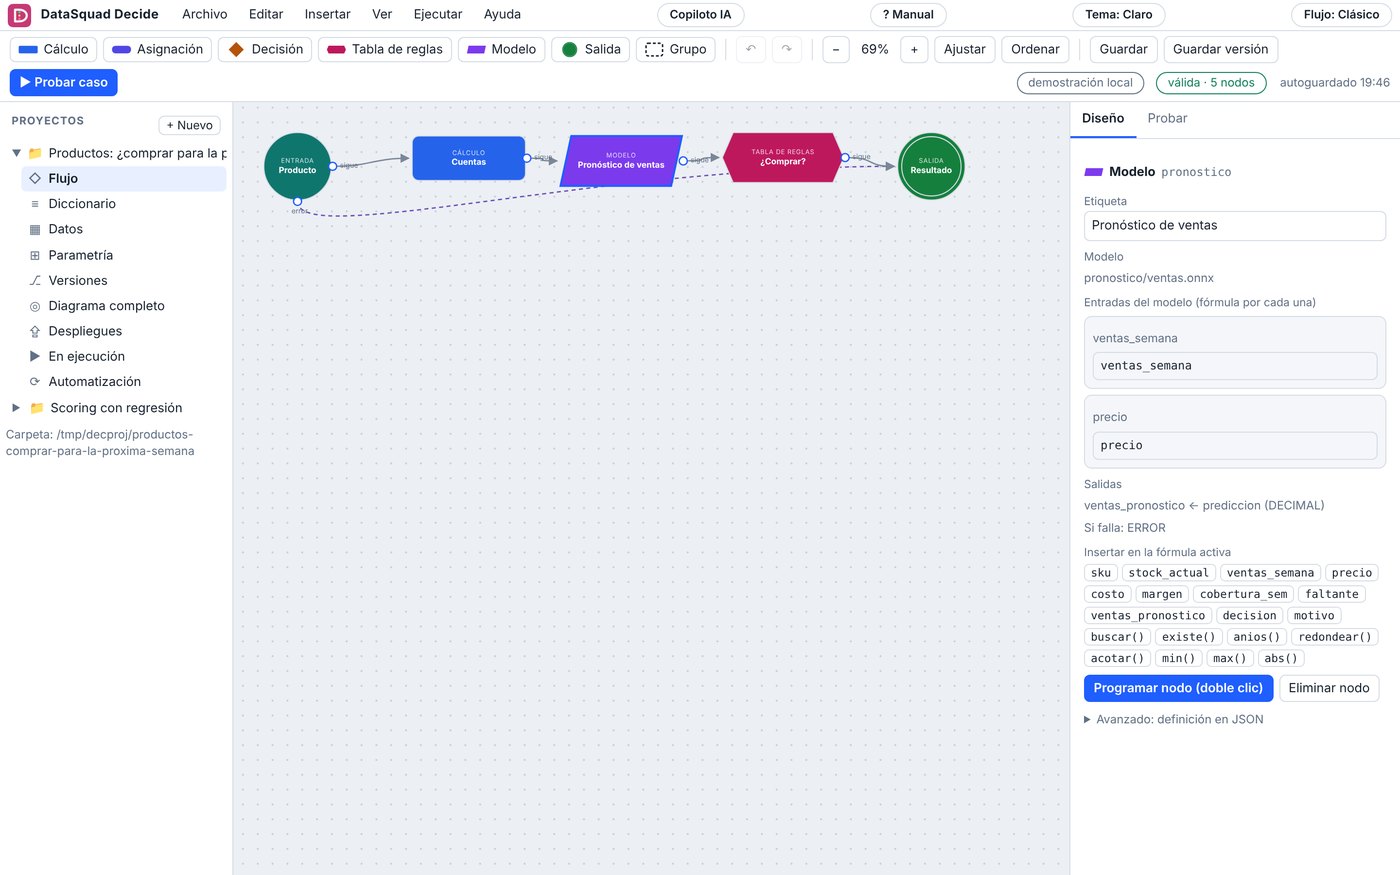 DataSquad Decide Archivo Editar Insertar Ver Ejecutar Ayuda Copiloto IA ? Manual Tema: Claro Flujo: Clásico
Cálculo Asignación Decisión Tabla de reglas Modelo Salida Grupo − 69% + Ajustar Ordenar Guardar Guardar versión
Probar caso demostración local válida · 5 nodos autoguardado 19:46
PROYECTOS + Nuevo
Productos: ¿comprar para la p
Flujo
Diccionario
Datos
Parametría
Versiones
Diagrama completo
Despliegues
En ejecución
Automatización
Scoring con regresión
Carpeta: /tmp/decproj/productos-
comprar-para-la-proxima-semana
ENTRADA
Producto
sigue
CÁLCULO
Cuentas
sigue
MODELO
Pronóstico de ventas
sigue
TABLA DE REGLAS
¿Comprar?
sigue
SALIDA
Resultado
error
Diseño Probar
Modelo pronostico
Etiqueta
Pronóstico de ventas
Modelo
pronostico/ventas.onnx
Entradas del modelo (fórmula por cada una)
ventas_semana
ventas_semana
precio
precio
Salidas
ventas_pronostico ← prediccion (DECIMAL)
Si falla: ERROR
Insertar en la fórmula activa
sku stock_actual ventas_semana precio
costo margen cobertura_sem faltante
ventas_pronostico decision motivo
buscar() existe() anios() redondear()
acotar() min() max() abs()
Programar nodo (doble clic) Eliminar nodo
Avanzado: definición en JSON